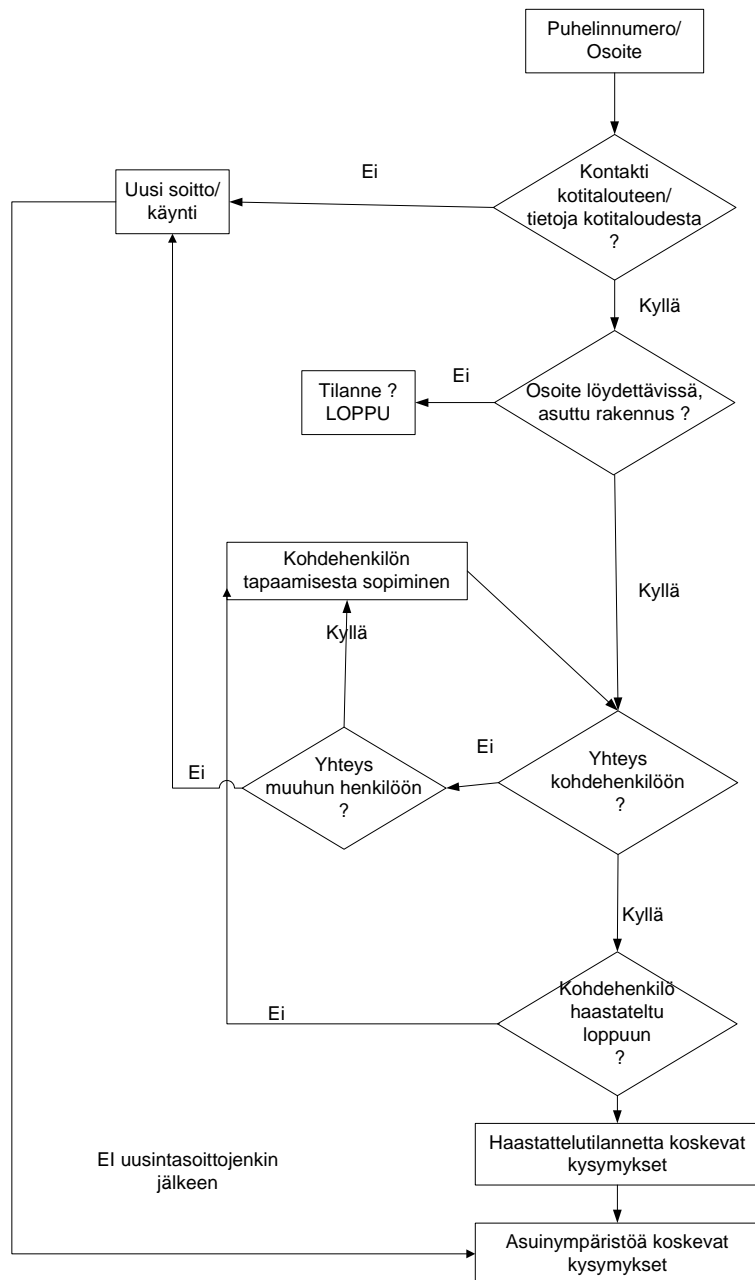 Puhelinnumero/
Osoite
Kontakti
kotitalouteen/
tietoja kotitaloudesta
?
Ei
Uusi soitto/
käynti
Kyllä
Osoite löydettävissä,
asuttu rakennus ?
Ei
Tilanne ?
LOPPU
Kyllä
Kohdehenkilön
tapaamisesta sopiminen
Kyllä
Yhteys
kohdehenkilöön
?
Ei
Yhteys
muuhun henkilöön
?
Ei
Kyllä
Kohdehenkilö
haastateltu
loppuun
?
Ei
Haastattelutilannetta koskevat
kysymykset
EI uusintasoittojenkin
jälkeen
Asuinympäristöä koskevat
kysymykset